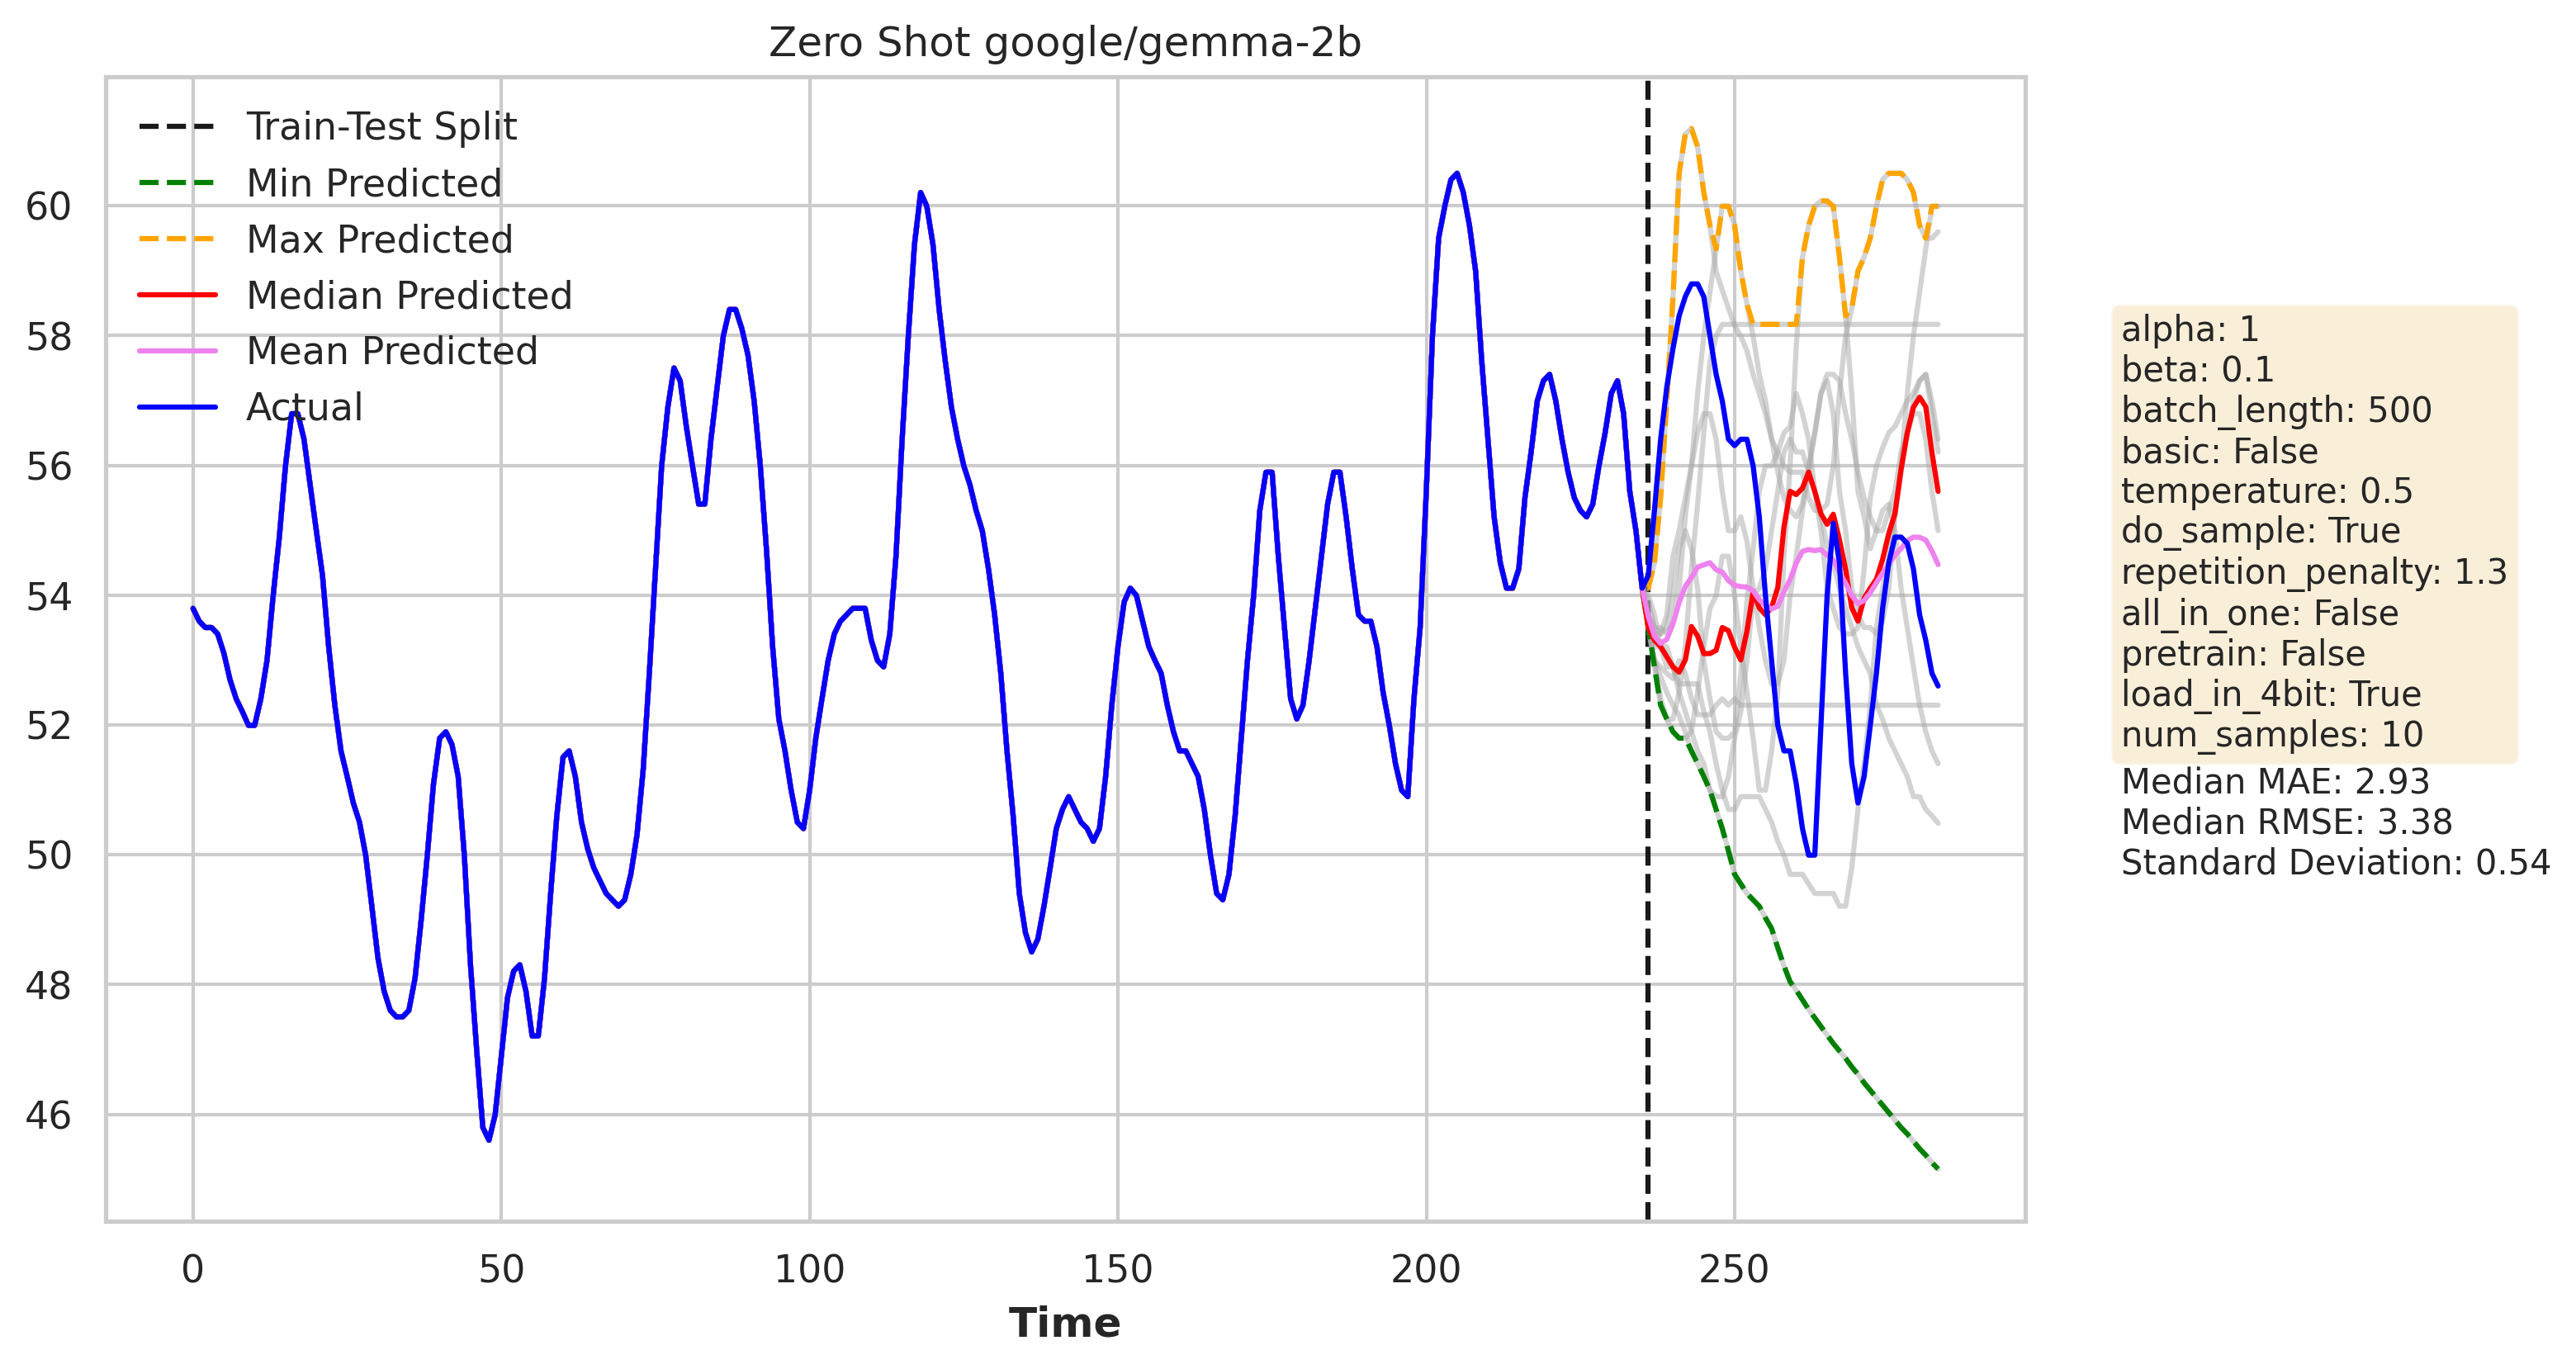 Zero Shot google/gemma-2b
Train-Test Split
Min Predicted
Max Predicted
Median Predicted
Mean Predicted
Actual
60
58
56
54
52
50
48
46
0 50 100 150 200 250
Time
alpha: 1
beta: 0.1
batch_length: 500
basic: False
temperature: 0.5
do_sample: True
repetition_penalty: 1.3
all_in_one: False
pretrain: False
load_in_4bit: True
num_samples: 10
Median MAE: 2.93
Median RMSE: 3.38
Standard Deviation: 0.54